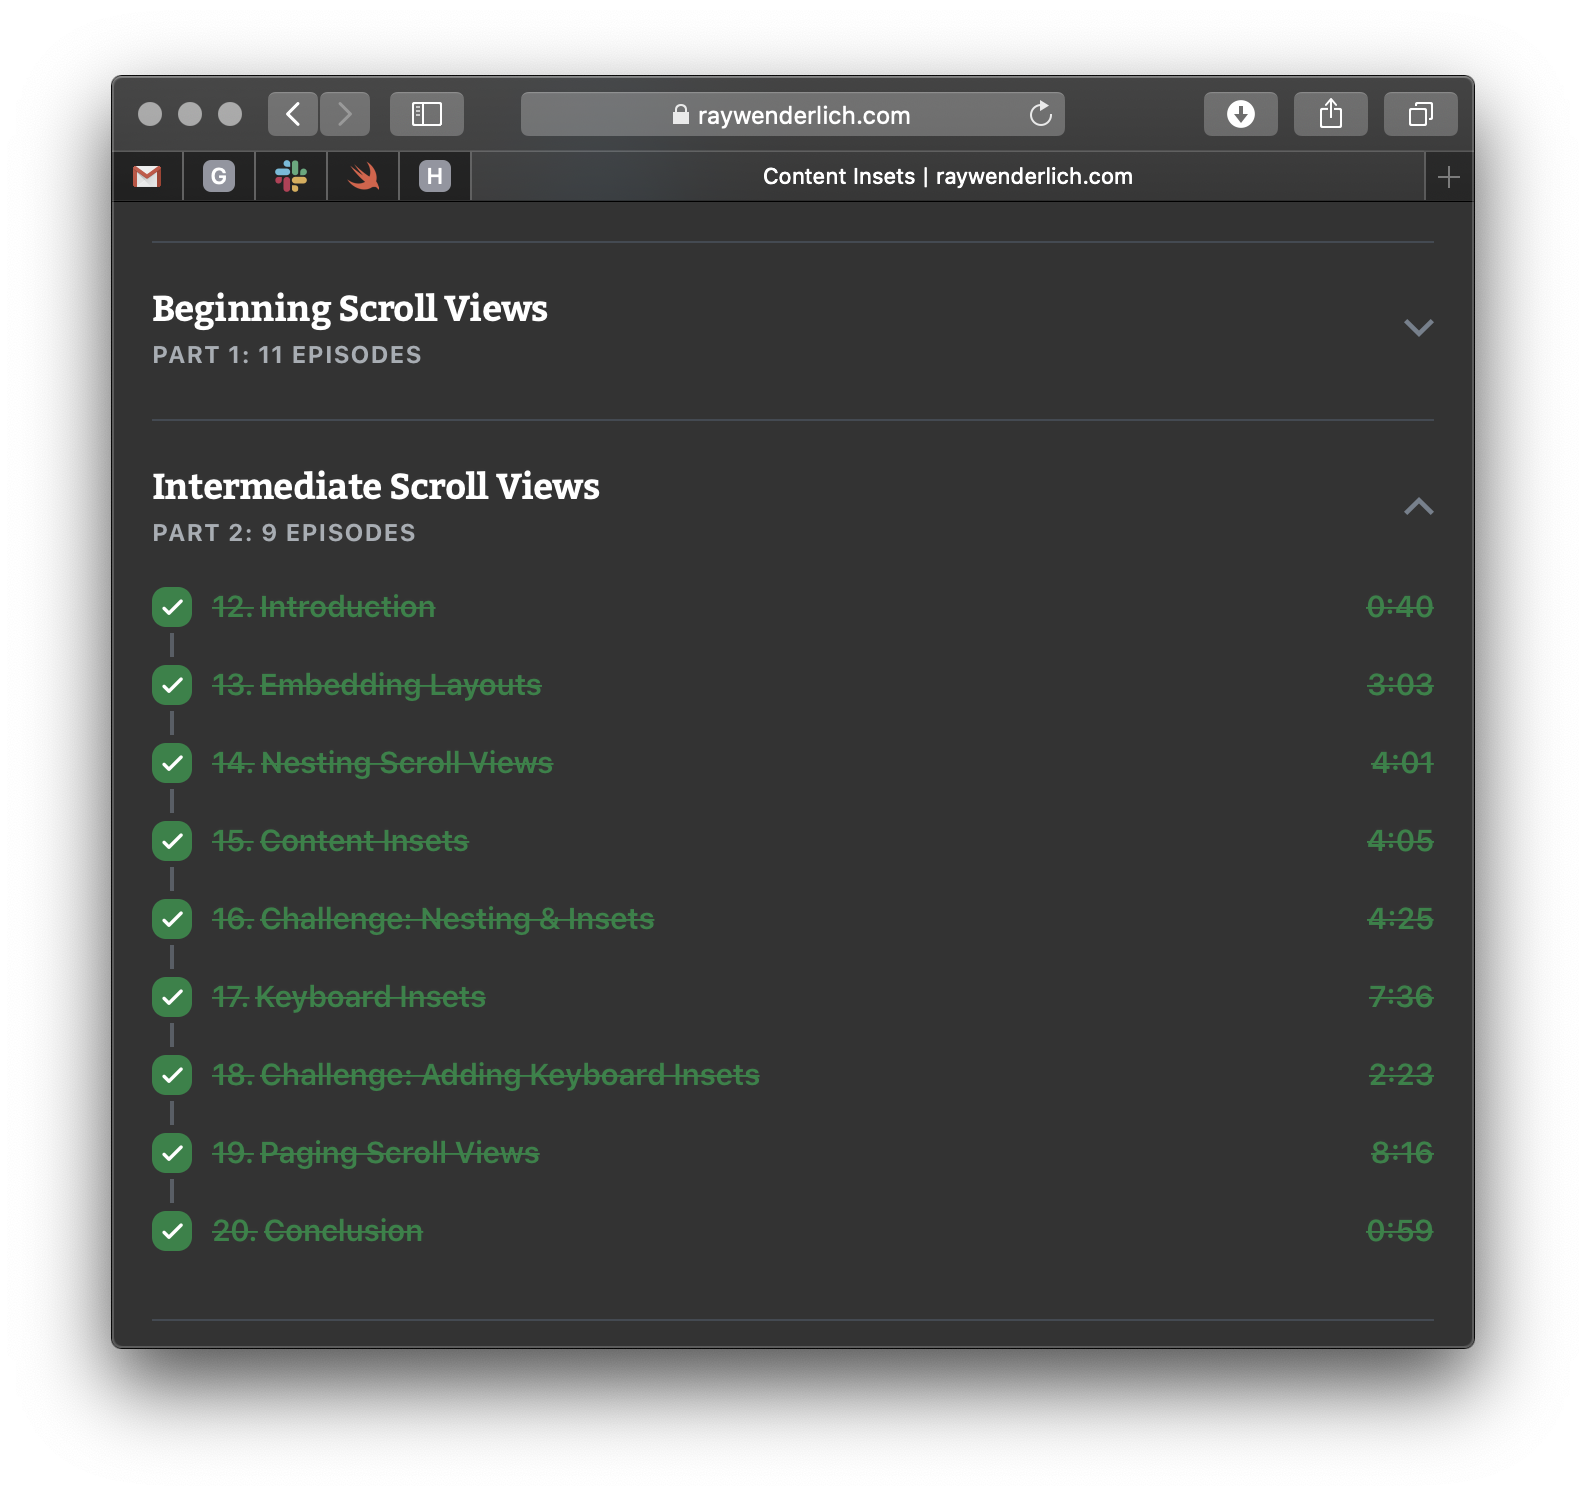 raywenderlich.com
G
H
Content Insets | raywenderlich.com
Beginning Scroll Views
PART 1: 11 EPISODES
Intermediate Scroll Views
PART 2: 9 EPISODES
12. Introduction 0:40
13. Embedding Layouts 3:03
14. Nesting Scroll Views 4:01
15. Content Insets 4:05
16. Challenge: Nesting & Insets 4:25
17. Keyboard Insets 7:36
18. Challenge: Adding Keyboard Insets 2:23
19. Paging Scroll Views 8:16
20. Conclusion 0:59